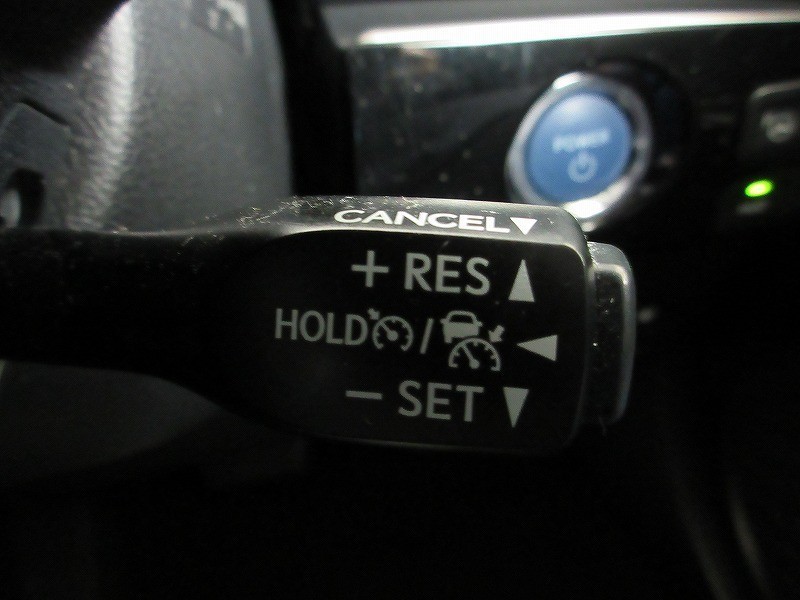 POWER
CANCEL▼
+ RES ▲
HOLD / ◀
− SET ▼